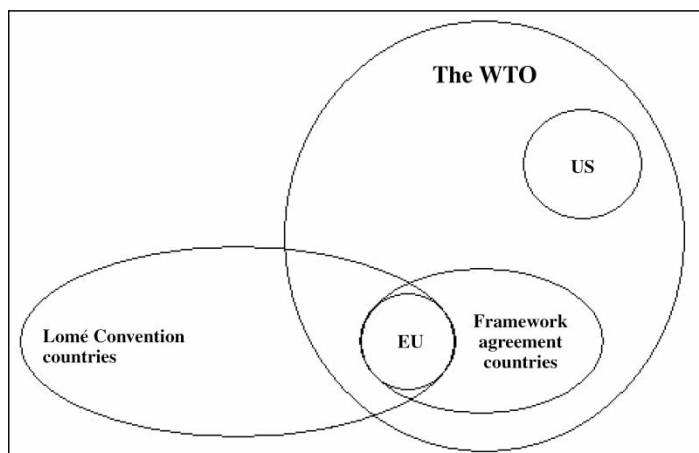 The WTO
US
Lomé Convention
countries
EU
Framework
agreement
countries